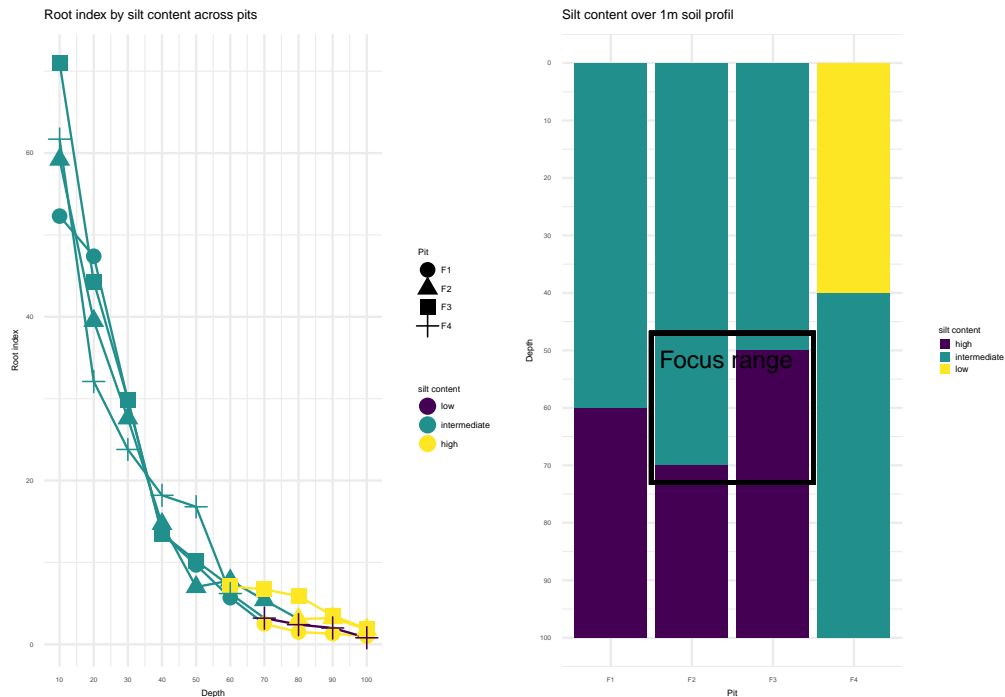 Root index by silt content across pits
60
40
20
0
10 20 30 40 50 60 70 80 90 100
Depth
Root index
Pit
F1
F2
F3
F4
silt content
low
intermediate
high
Silt content over 1m soil profil
0
10
20
30
40
50
60
70
80
90
100
Depth
Focus range
F1 F2 F3 F4
Pit
silt content
high
intermediate
low